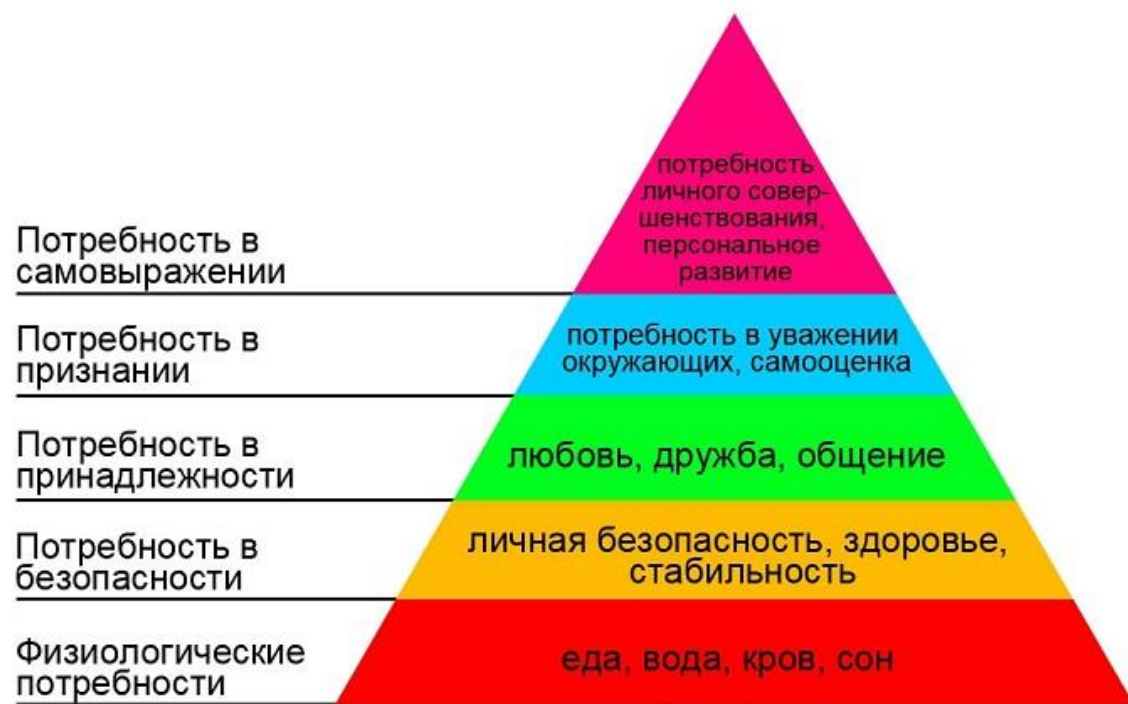 потребность
личного совер-
шенствования,
персональное
развитие
Потребность в
самовыражении
потребность в уважении
окружающих, самооценка
Потребность в
признании
любовь, дружба, общение
Потребность в
принадлежности
личная безопасность, здоровье,
стабильность
Потребность в
безопасности
еда, вода, кров, сон
Физиологические
потребности